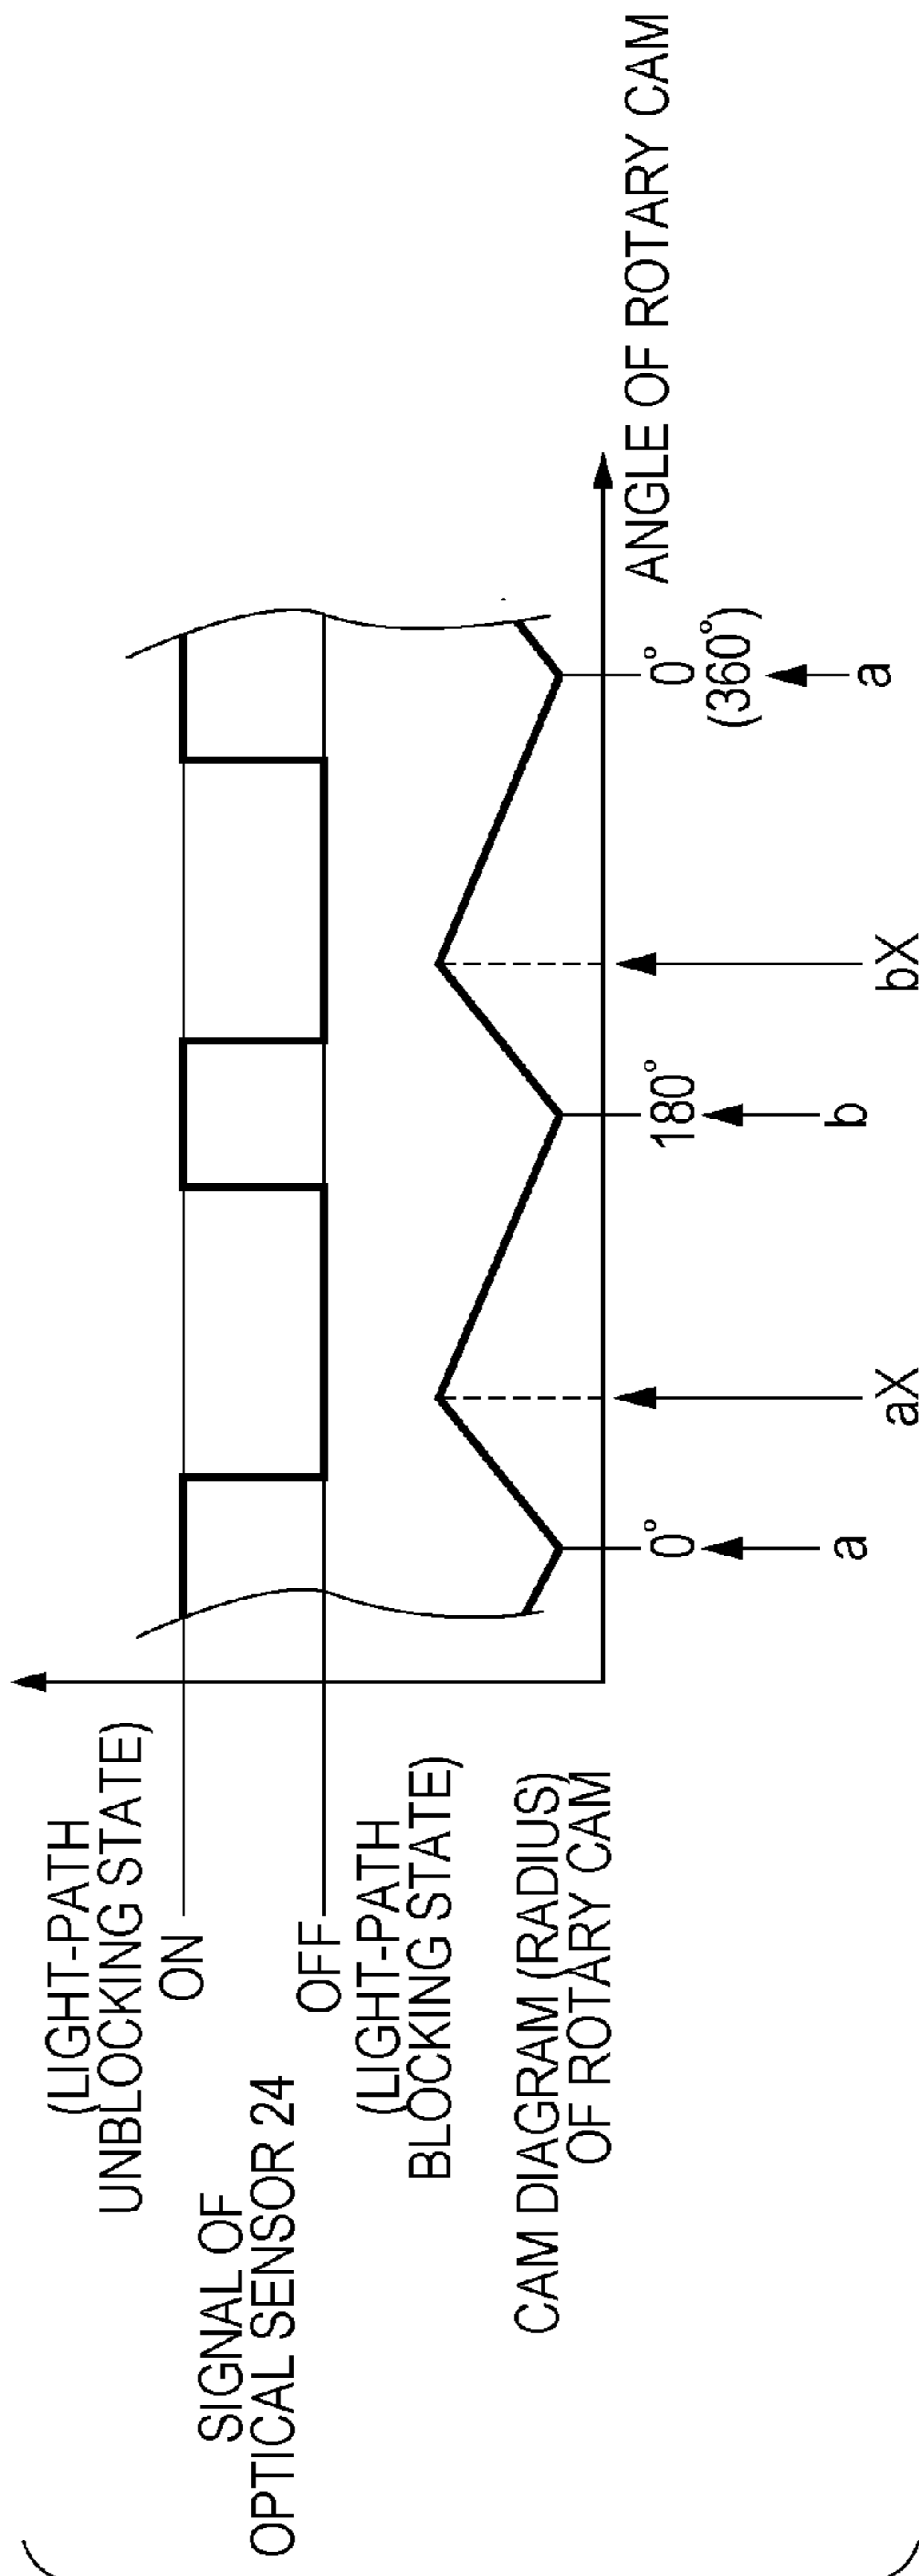 (LIGHT-PATH
UNBLOCKING STATE)
ON
SIGNAL OF
OPTICAL SENSOR 24
OFF
(LIGHT-PATH
BLOCKING STATE)
CAM DIAGRAM (RADIUS)
OF ROTARY CAM
0°
180°
0°
(360°)
ANGLE OF ROTARY CAM
a
aX
b
bX
a